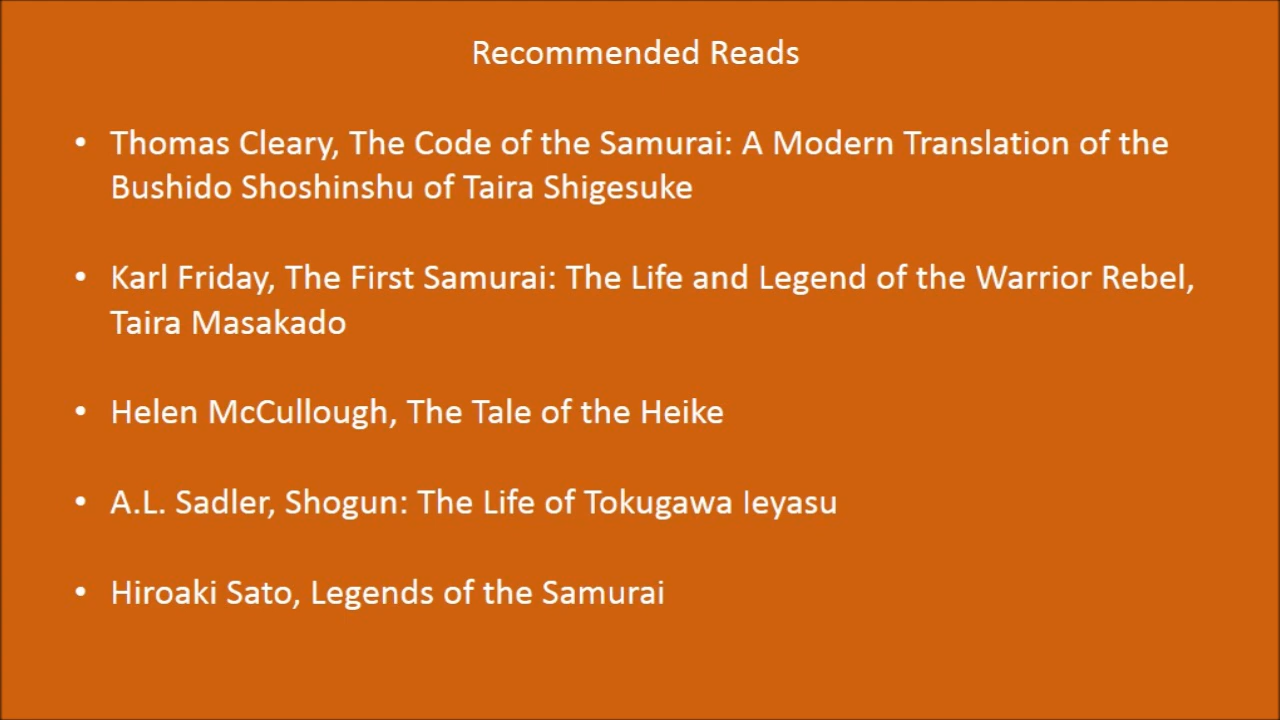 Recommended Reads
• Thomas Cleary, The Code of the Samurai: A Modern Translation of the
Bushido Shoshinshu of Taira Shigesuke
• Karl Friday, The First Samurai: The Life and Legend of the Warrior Rebel,
Taira Masakado
• Helen McCullough, The Tale of the Heike
• A.L. Sadler, Shogun: The Life of Tokugawa Ieyasu
• Hiroaki Sato, Legends of the Samurai